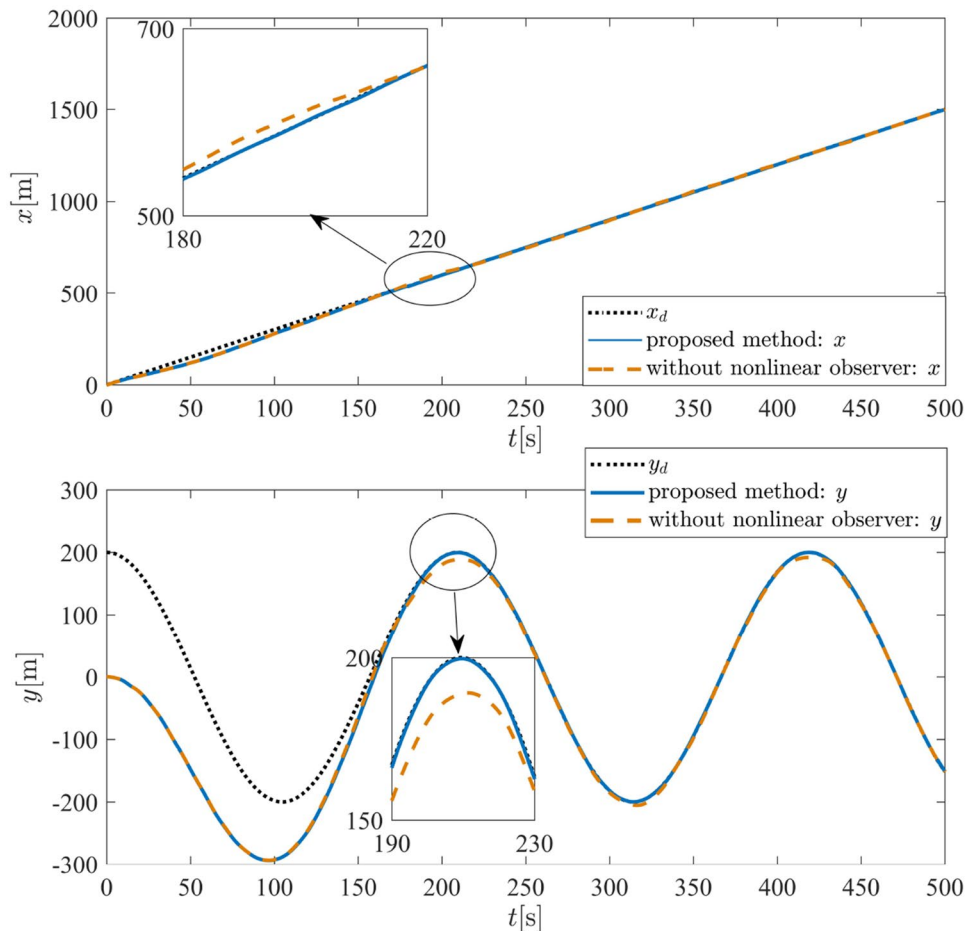 2000
1500
1000
500
0
x[m]
700
500
180
220
x_d
proposed method: x
without nonlinear observer: x
0 50 100 150 200 250 300 350 400 450 500
t[s]
300
200
100
0
-100
-200
-300
y[m]
y_d
proposed method: y
without nonlinear observer: y
200
150
190
230
0 50 100 150 200 250 300 350 400 450 500
t[s]